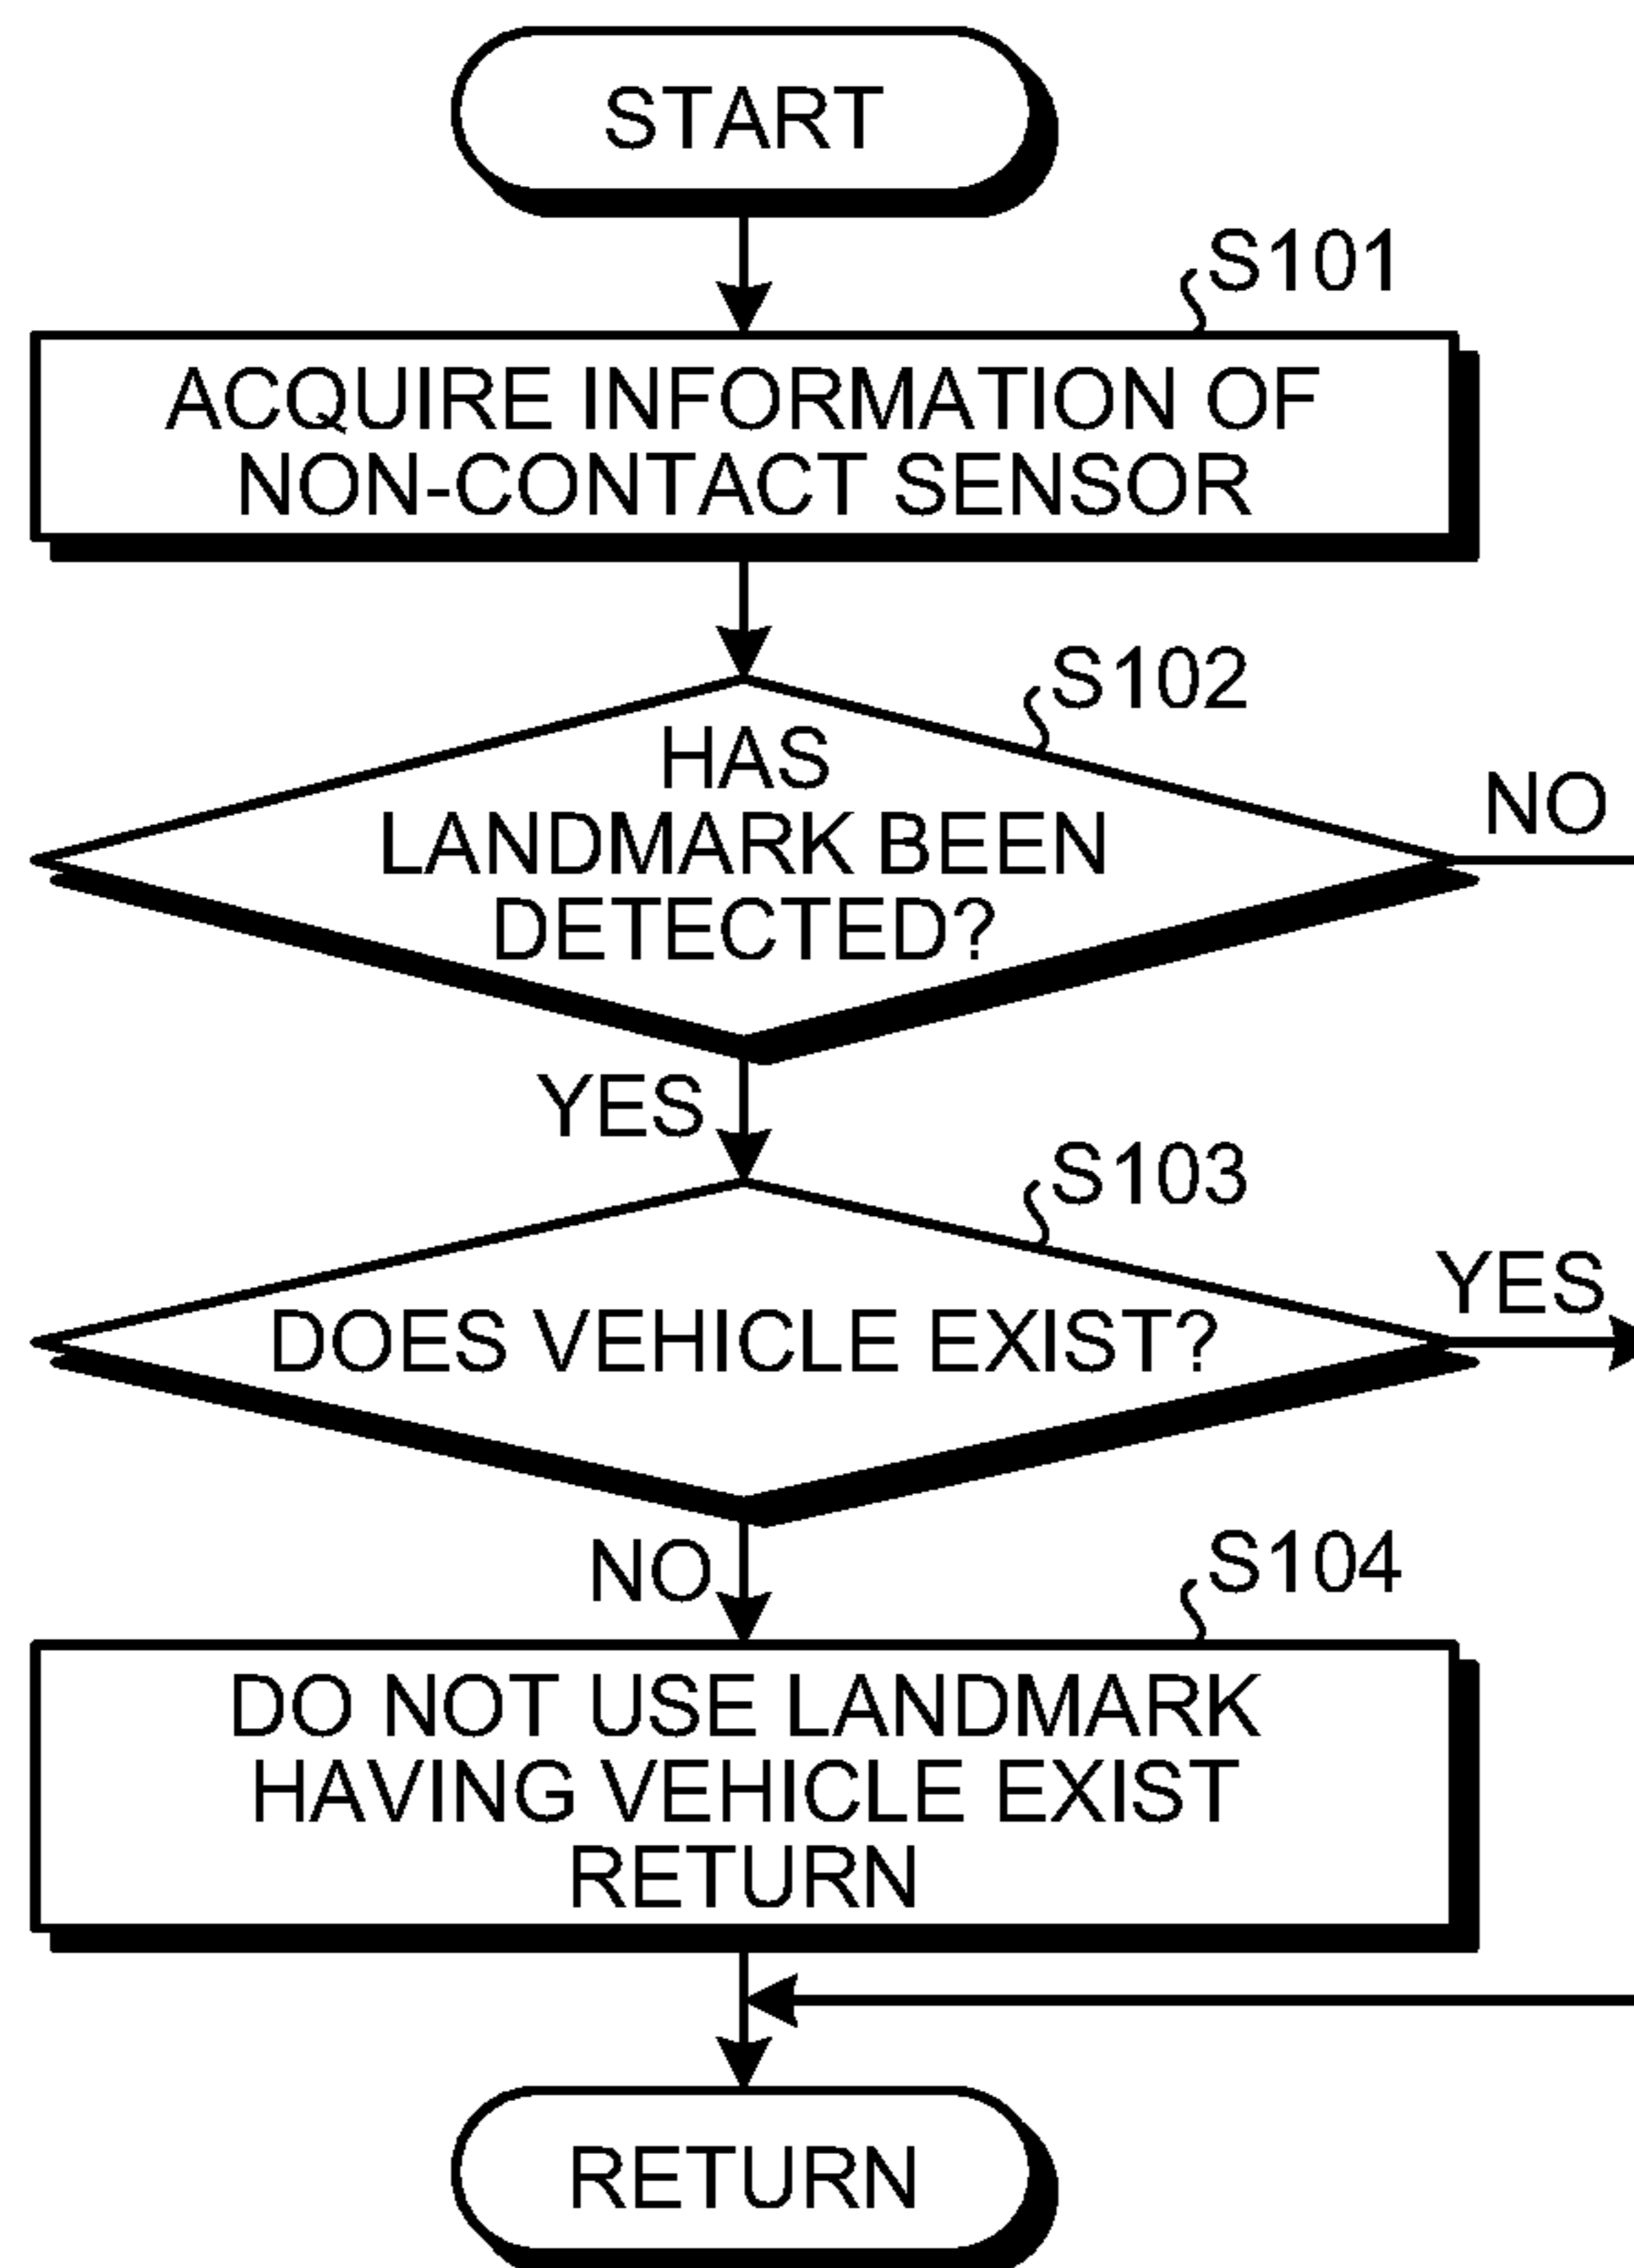 START
S101
ACQUIRE INFORMATION OF
NON-CONTACT SENSOR
S102
HAS
LANDMARK BEEN
DETECTED?
NO
YES
S103
DOES VEHICLE EXIST?
YES
NO
S104
DO NOT USE LANDMARK
HAVING VEHICLE EXIST
RETURN
RETURN